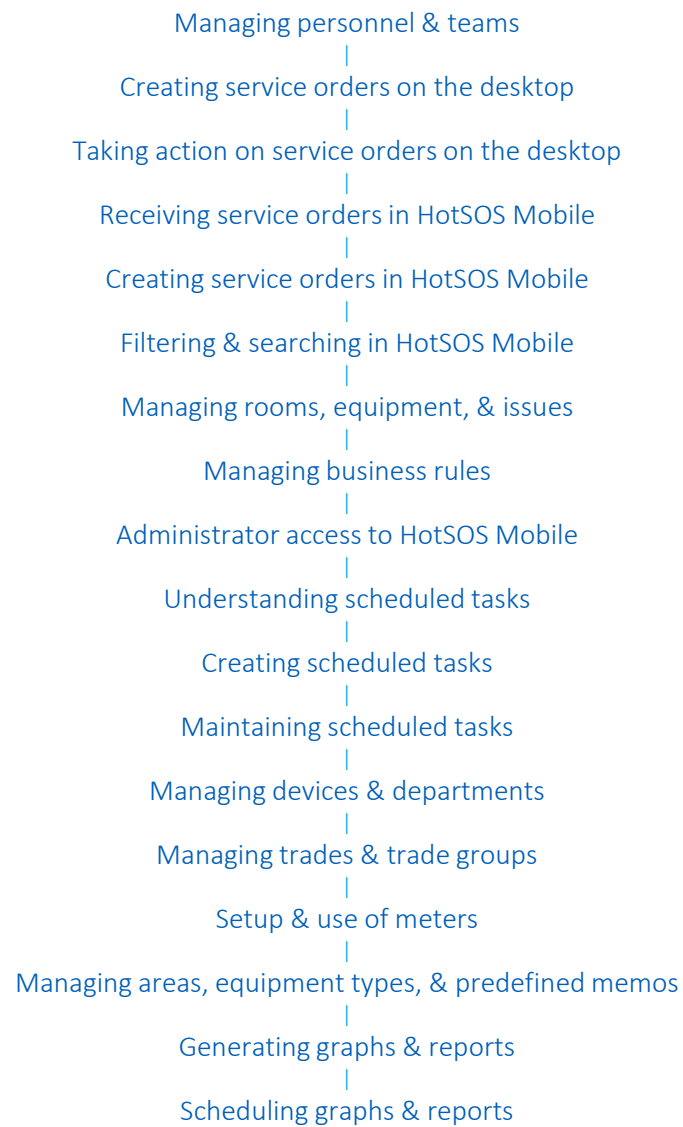 Managing personnel & teams
|
Creating service orders on the desktop
|
Taking action on service orders on the desktop
|
Receiving service orders in HotSOS Mobile
|
Creating service orders in HotSOS Mobile
|
Filtering & searching in HotSOS Mobile
|
Managing rooms, equipment, & issues
|
Managing business rules
|
Administrator access to HotSOS Mobile
|
Understanding scheduled tasks
|
Creating scheduled tasks
|
Maintaining scheduled tasks
|
Managing devices & departments
|
Managing trades & trade groups
|
Setup & use of meters
|
Managing areas, equipment types, & predefined memos
|
Generating graphs & reports
|
Scheduling graphs & reports